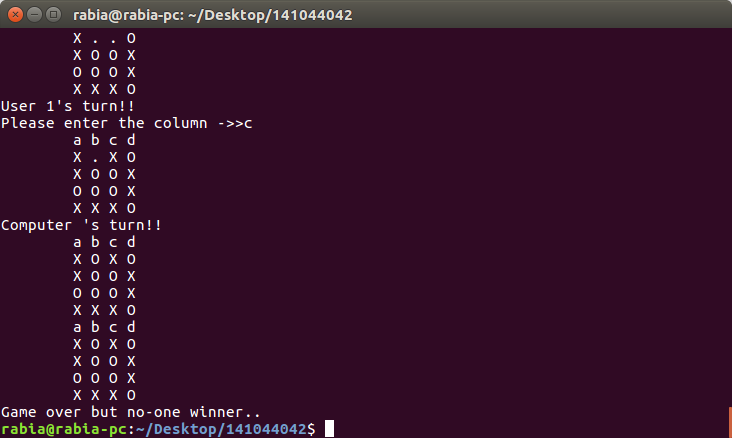 rabia@rabia-pc: ~/Desktop/141044042
X . . O
X O O X
O O O X
X X X O
User 1's turn!!
Please enter the column ->>c
a b c d
X . X O
X O O X
O O O X
X X X O
Computer 's turn!!
a b c d
X O X O
X O O X
O O O X
X X X O
a b c d
X O X O
X O O X
O O O X
X X X O
Game over but no-one winner..
rabia@rabia-pc:~/Desktop/141044042$